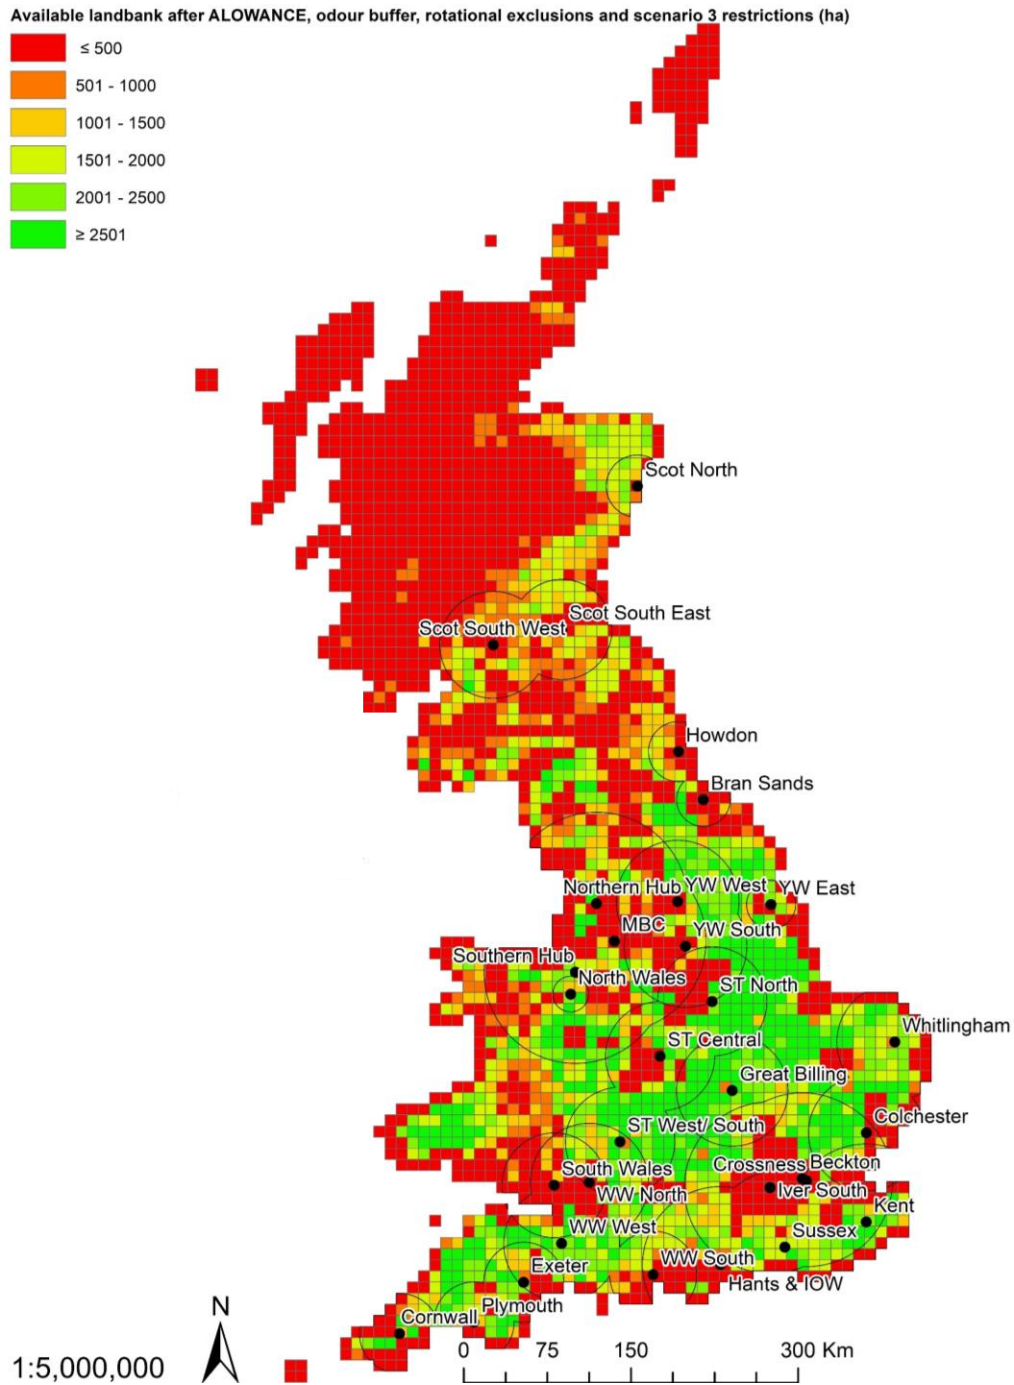 Available landbank after ALOWANCE, odour buffer, rotational exclusions and scenario 3 restrictions (ha)
≤ 500
501 - 1000
1001 - 1500
1501 - 2000
2001 - 2500
≥ 2501
Scot North
Scot South East
Scot South West
Howdon
Bran Sands
Northern Hub
YW West
YW East
MBC
YW South
Southern Hub
North Wales
ST North
Whitlingham
ST Central
Great Billing
Colchester
ST West/ South
Crossness
Beckton
South Wales
Iver South
WW North
Kent
WW West
Sussex
WW South
Exeter
Hants & IOW
Plymouth
Cornwall
N
0 75 150 300 Km
1:5,000,000